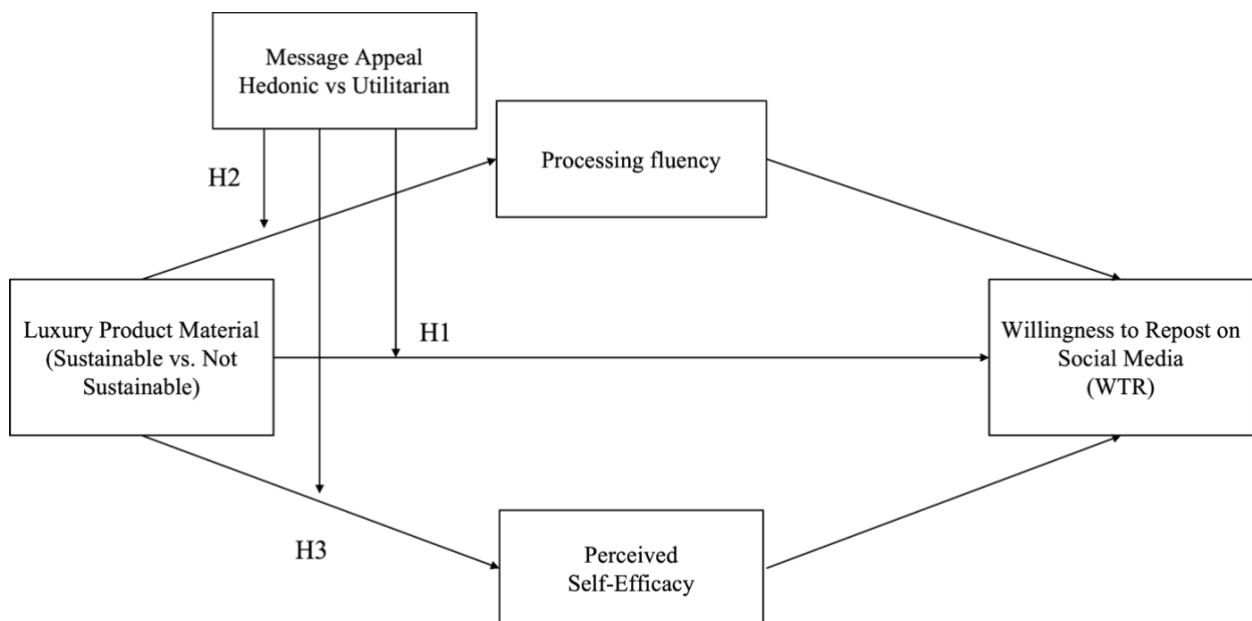 Message Appeal
Hedonic vs Utilitarian
Processing fluency
H2
Luxury Product Material
(Sustainable vs. Not
Sustainable)
H1
Willingness to Repost on
Social Media
(WTR)
H3
Perceived
Self-Efficacy